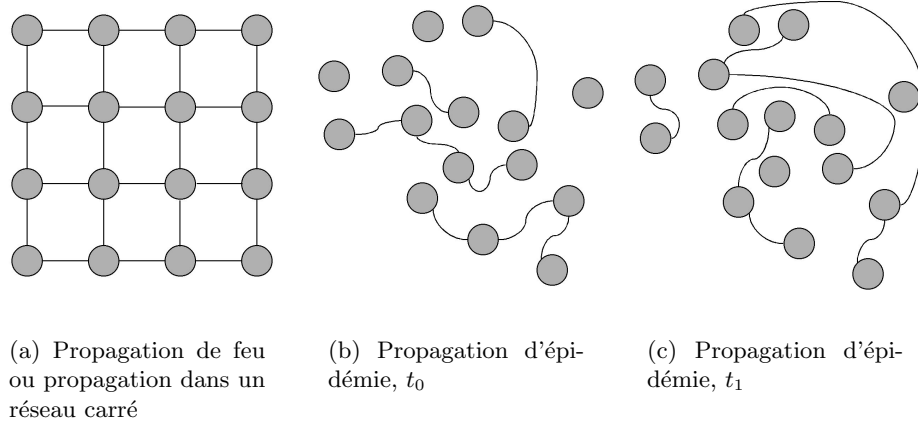 (a) Propagation de feu
ou propagation dans un
réseau carré
(b) Propagation d'épi-
démie, t₀
(c) Propagation d'épi-
démie, t₁